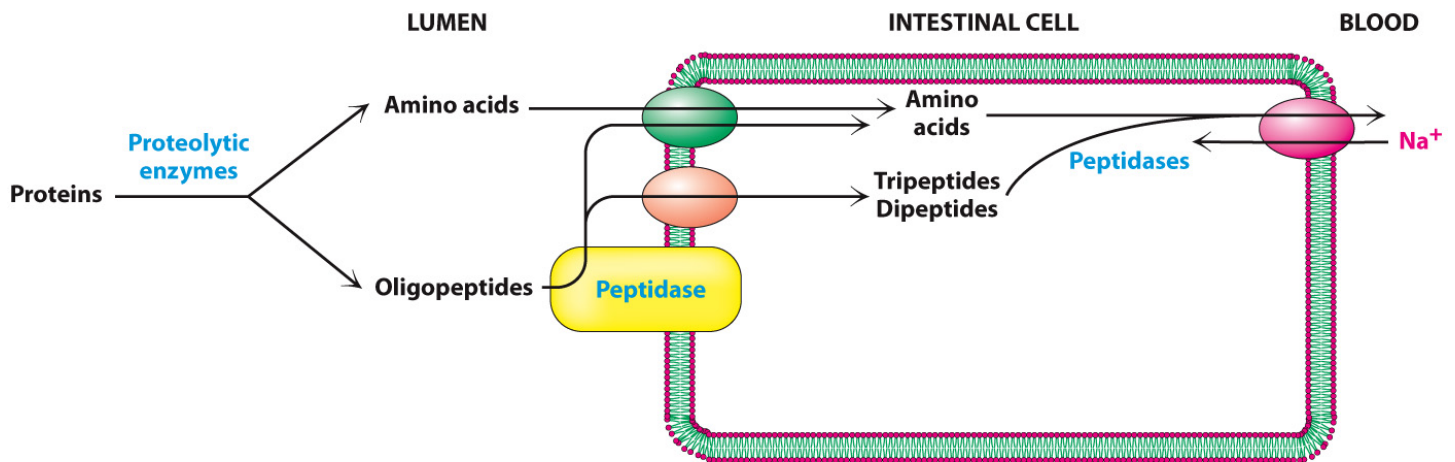 LUMEN
INTESTINAL CELL
BLOOD
Amino acids
Amino
acids
Proteolytic
enzymes
Na+
Peptidases
Proteins
Tripeptides
Dipeptides
Oligopeptides
Peptidase